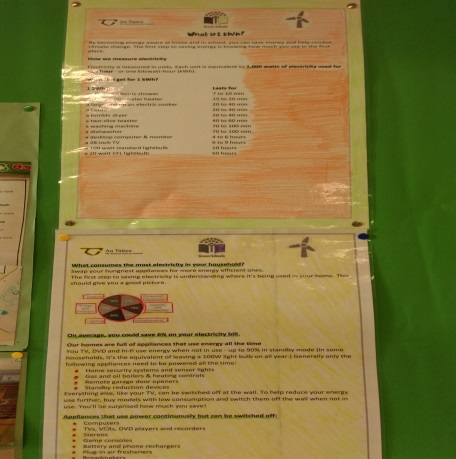 An Taisce
Green-Schools
What is 1 kWh?
By becoming energy aware at home and in school, you can save money and help combat
climate change. The first step to saving energy is knowing how much you use in the first
place.
How we measure electricity
Electricity is measured in units. Each unit is equivalent to 1,000 watts of electricity used for
one hour - or one kilowatt-hour (kWh).
get for 1 kWh?
Lasts for
electric shower 7 to 10 min
water heater 15 to 20 min
electric cooker 20 to 40 min
20 to 40 min
a tumble dryer 20 to 40 min
a two slice toaster 40 to 60 min
a washing machine 70 to 100 min
a dishwasher 70 to 100 min
a desktop computer & monitor 4 to 6 hours
TV 6 to 9 hours
a 100 watt standard lightbulb 10 hours
a 20 watt CFL lightbulb 50 hours
An Taisce
Green-Schools
What consumes the most electricity in your household?
Swap your hungriest appliances for more energy efficient ones.
The first step to saving electricity is understanding where it's being used in your home. This
should give you a good picture.
On average, you could save 6% on your electricity bill.
Our homes are full of appliances that use energy all the time
You TV, DVD and hi-fi use energy when not in use - up to 90% in standby mode (in some
households, it's the equivalent of leaving a 100W light bulb on all year.) Generally only the
following appliances need to be powered all the time:
Home security systems and sensor lights
Gas and oil boilers & heating controls
Remote garage door openers
Standby reduction devices
Everything else, like your TV, can be switched off at the wall. To help reduce your energy
use further, buy models with low consumption and switch them off the wall when not in
use. You'll be surprised how much you save!
Appliances that use power continuously but can be switched off:
Computers
TVs, VCRs, DVD players and recorders
Stereos
Game consoles
Battery and phone rechargers
Plug-in air fresheners
Breadmakers